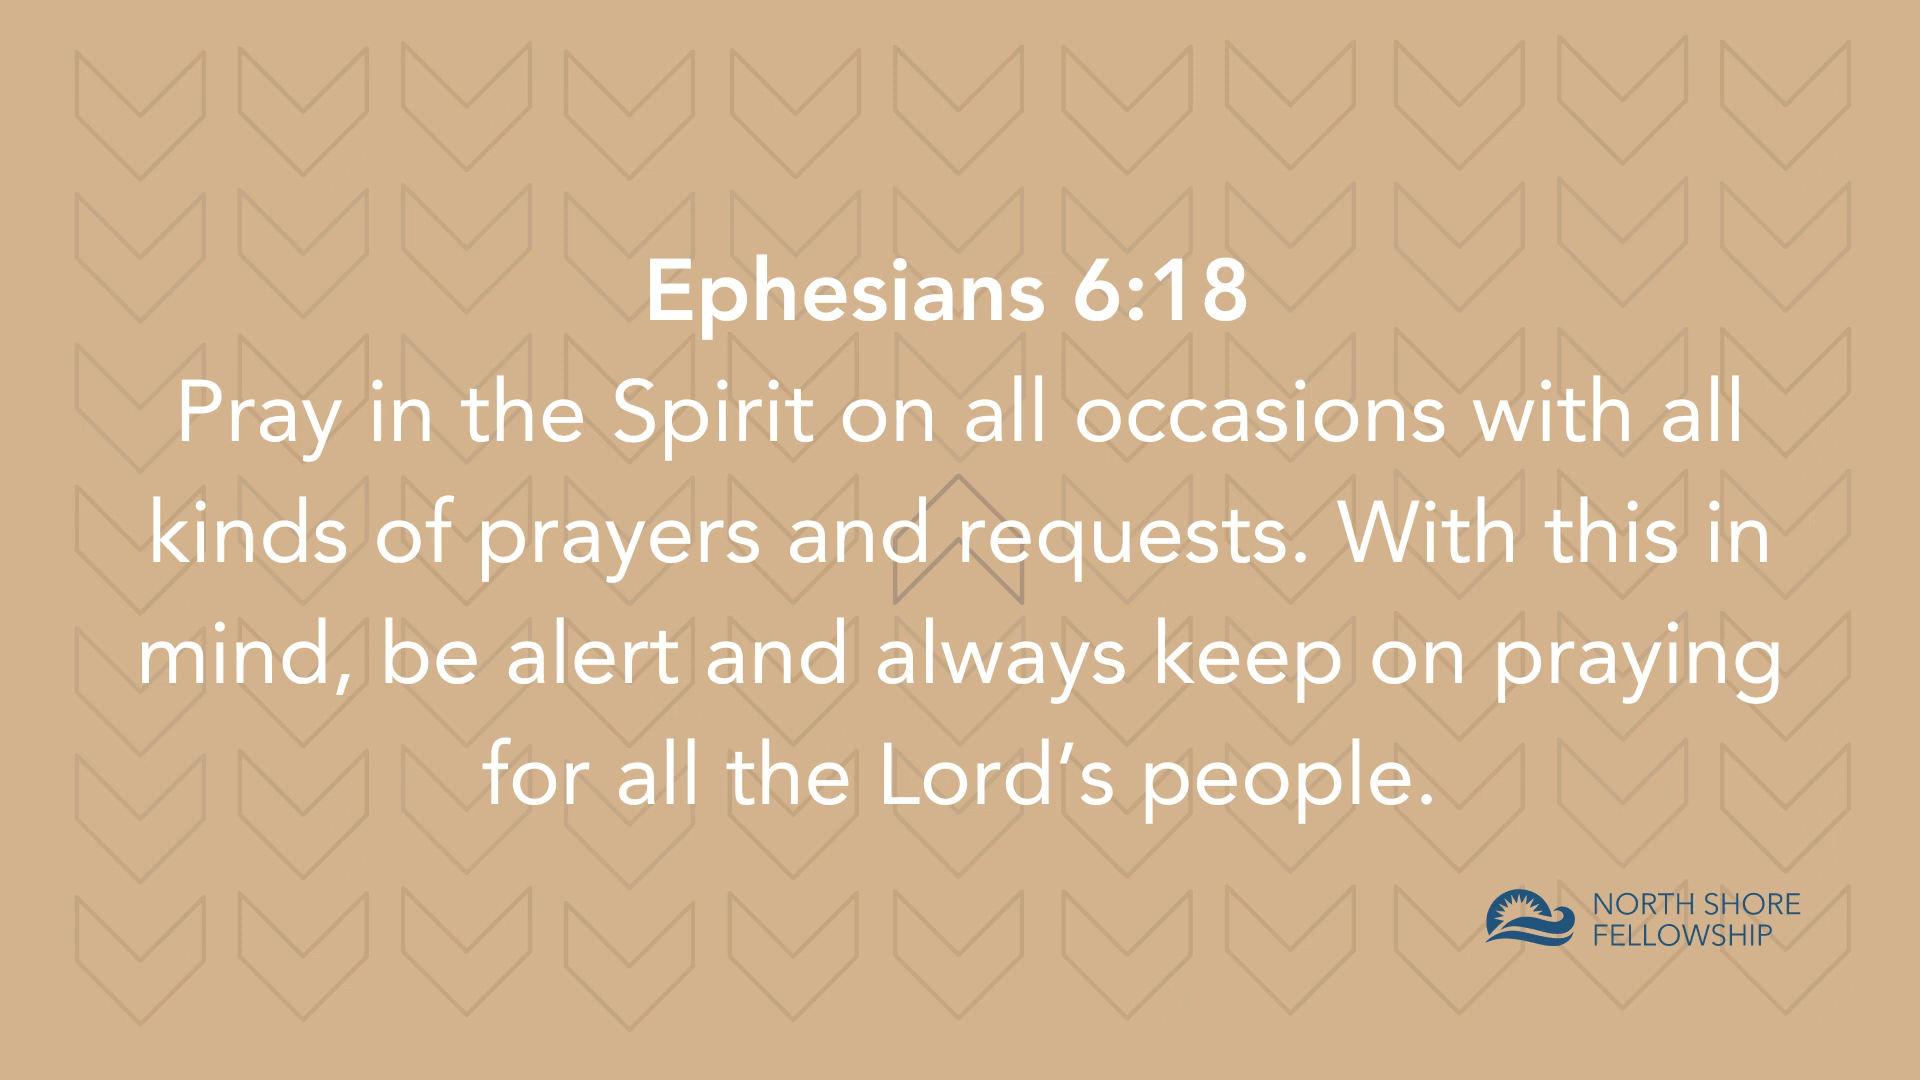 Ephesians 6:18
Pray in the Spirit on all occasions with all
kinds of prayers and requests. With this in
mind, be alert and always keep on praying
for all the Lord’s people.
NORTH SHORE
FELLOWSHIP